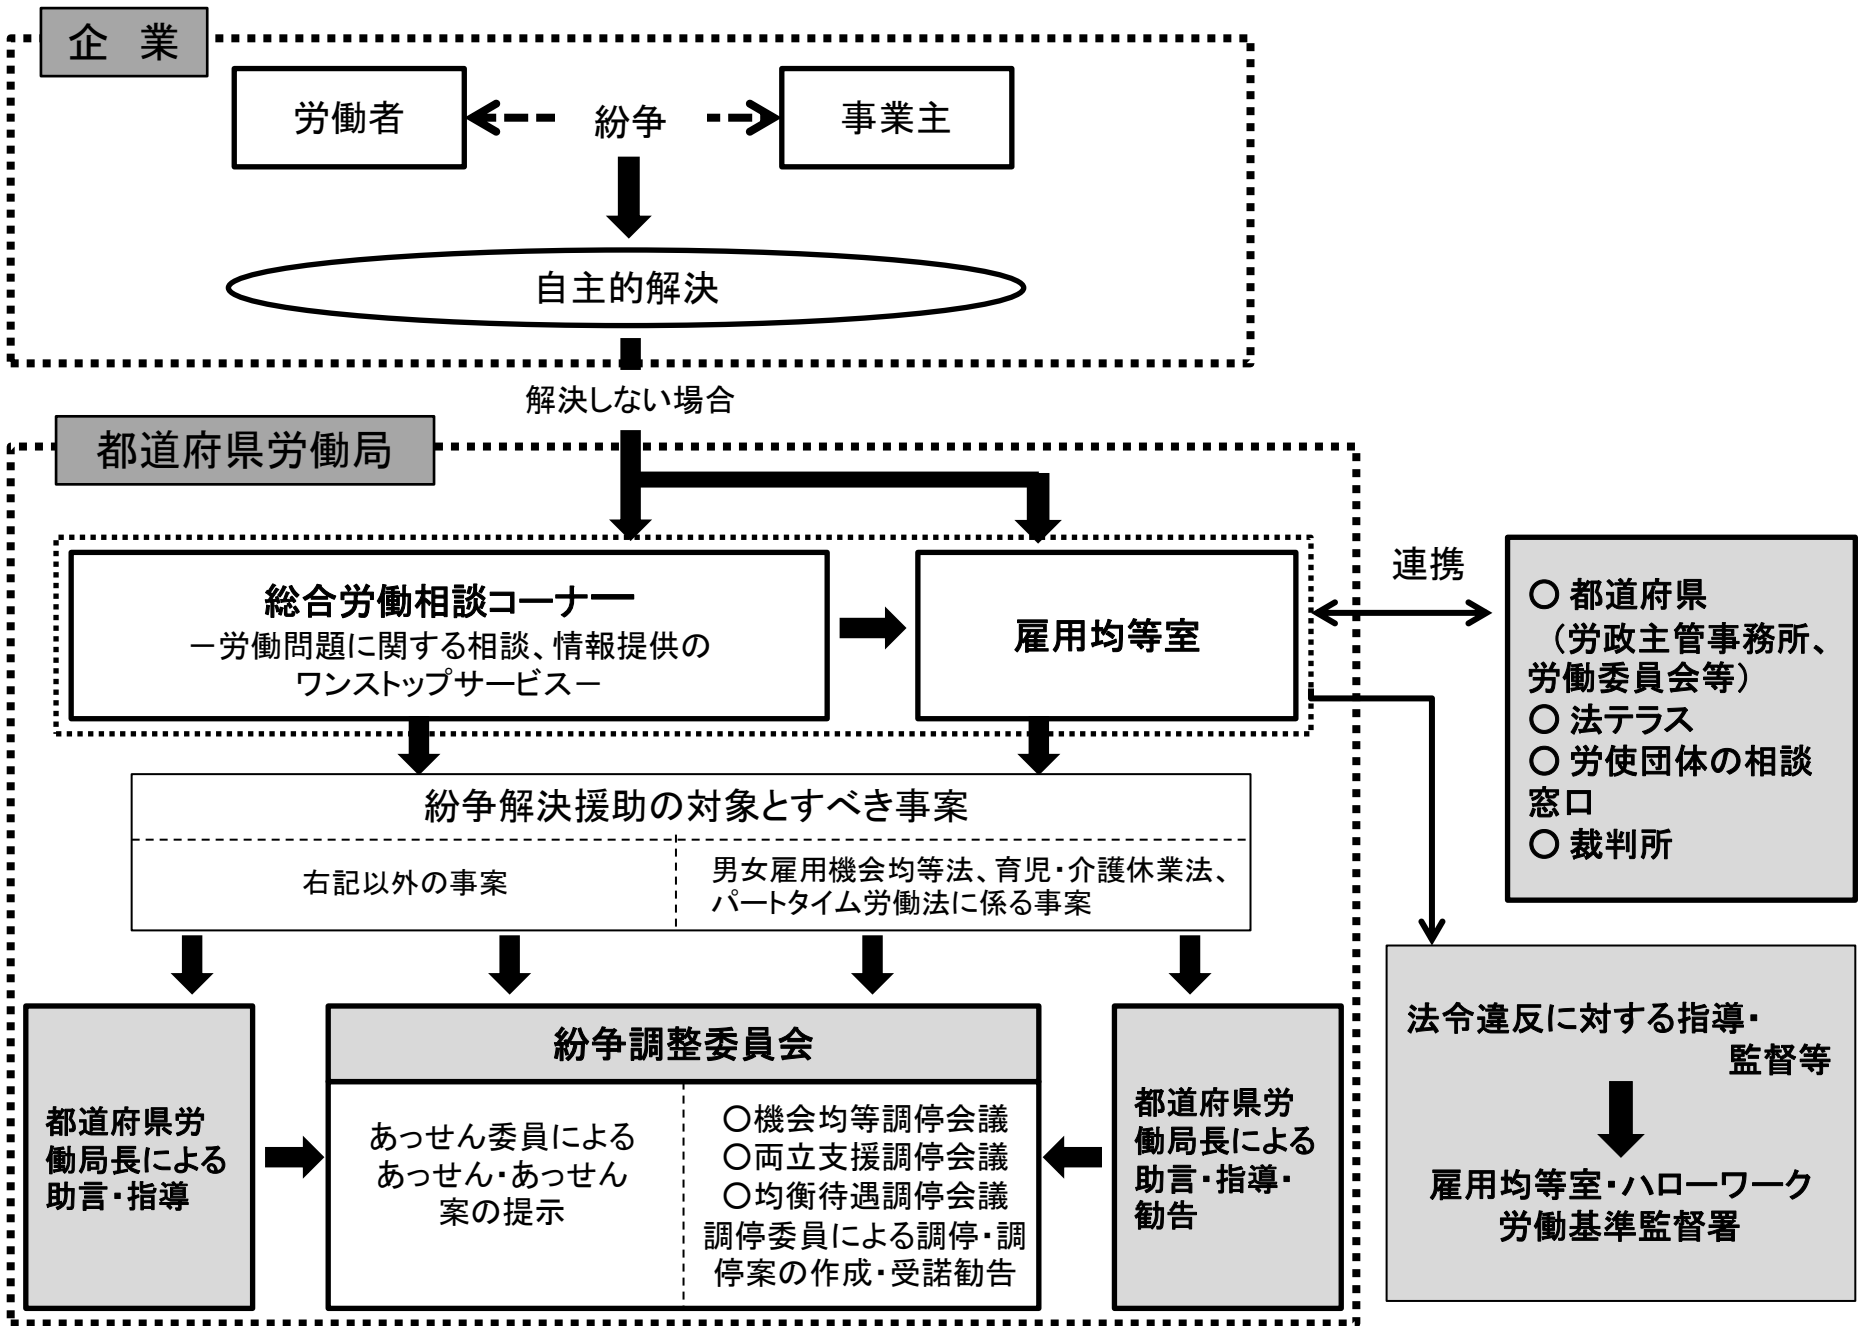 企　業
労働者
紛争
事業主
自主的解決
解決しない場合
都道府県労働局
総合労働相談コーナー
－労働問題に関する相談、情報提供の
ワンストップサービス－
雇用均等室
連携
○ 都道府県
（労政主管事務所、
労働委員会等）
○ 法テラス
○ 労使団体の相談
窓口
○ 裁判所
紛争解決援助の対象とすべき事案
右記以外の事案
男女雇用機会均等法、育児・介護休業法、
パートタイム労働法に係る事案
都道府県労
働局長による
助言・指導
紛争調整委員会
あっせん委員による
あっせん・あっせん
案の提示
○機会均等調停会議
○両立支援調停会議
○均衡待遇調停会議
調停委員による調停・調
停案の作成・受諾勧告
都道府県労
働局長による
助言・指導・
勧告
法令違反に対する指導・
監督等
雇用均等室・ハローワーク
労働基準監督署